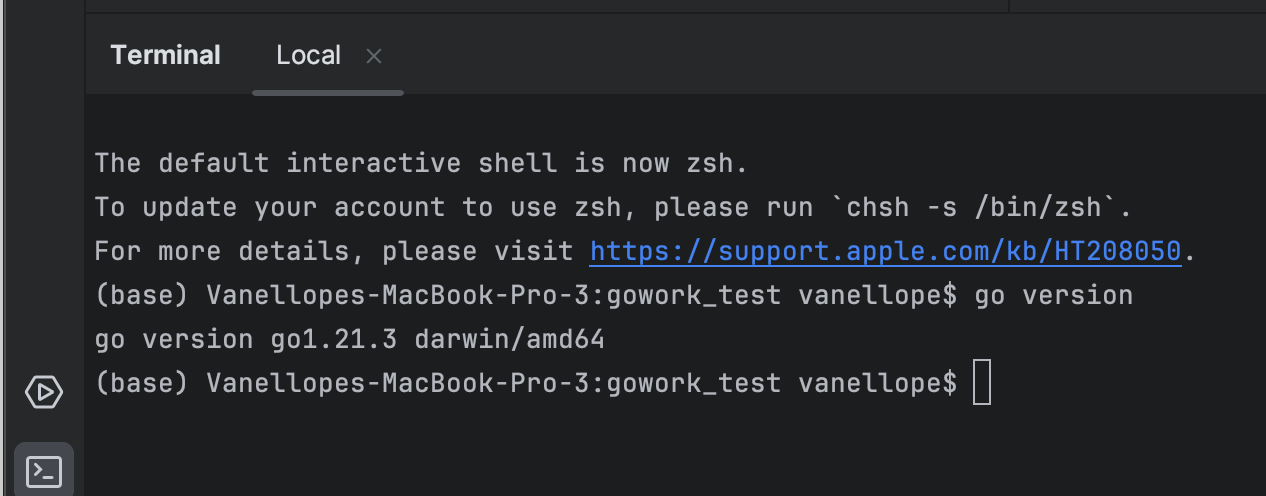 Terminal Local
The default interactive shell is now zsh.
To update your account to use zsh, please run `chsh -s /bin/zsh`.
For more details, please visit https://support.apple.com/kb/HT208050.
(base) Vanellopes-MacBook-Pro-3:gowork_test vanellope$ go version
go version go1.21.3 darwin/amd64
(base) Vanellopes-MacBook-Pro-3:gowork_test vanellope$